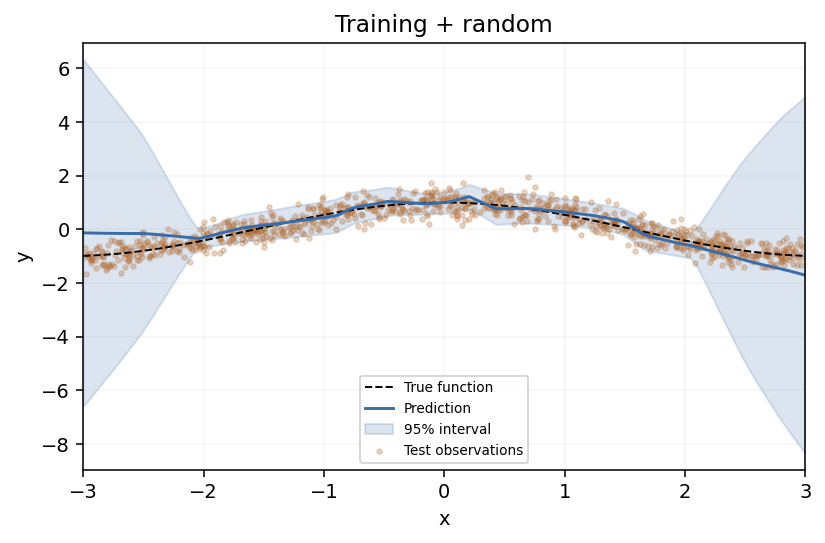 Training + random
6
4
2
0
−2
−4
−6
−8
y
True function
Prediction
95% interval
Test observations
−3
−2
−1
0
1
2
3
x